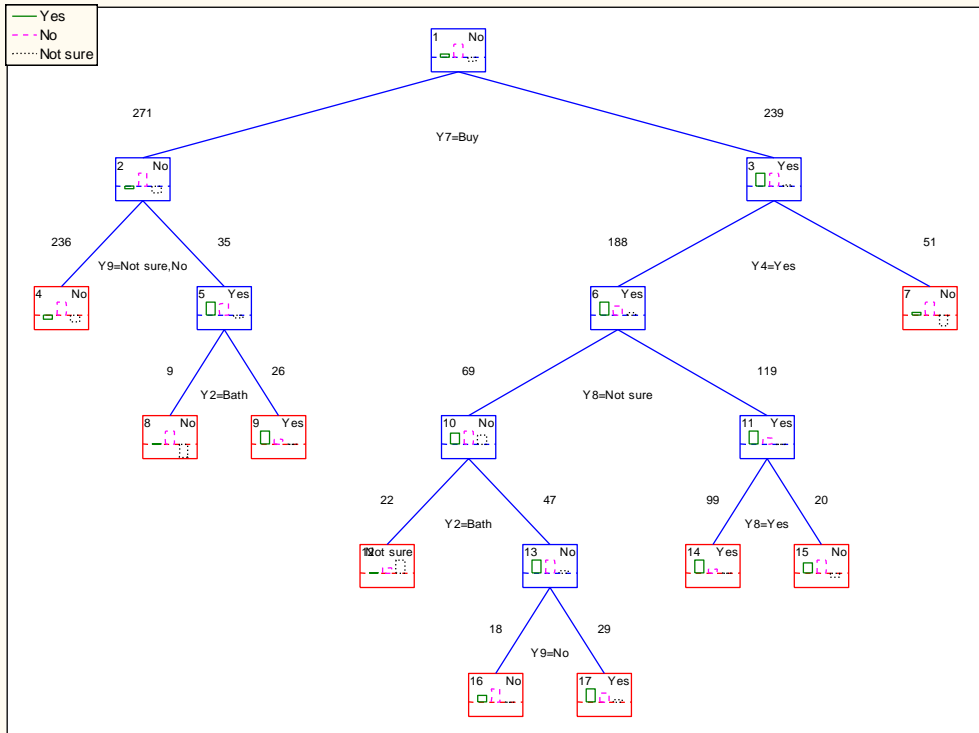 Yes
No
Not sure
1 No
271
239
Y7=Buy
2 No
3 Yes
236
35
188
51
Y9=Not sure,No
Y4=Yes
4 No
5 Yes
6 Yes
7 No
9
26
69
119
Y2=Bath
Y8=Not sure
8 No
9 Yes
10 No
11 Yes
22
47
99
20
Y2=Bath
Y8=Yes
12 Not sure
13 No
14 Yes
15 No
18
29
Y9=No
16 No
17 Yes